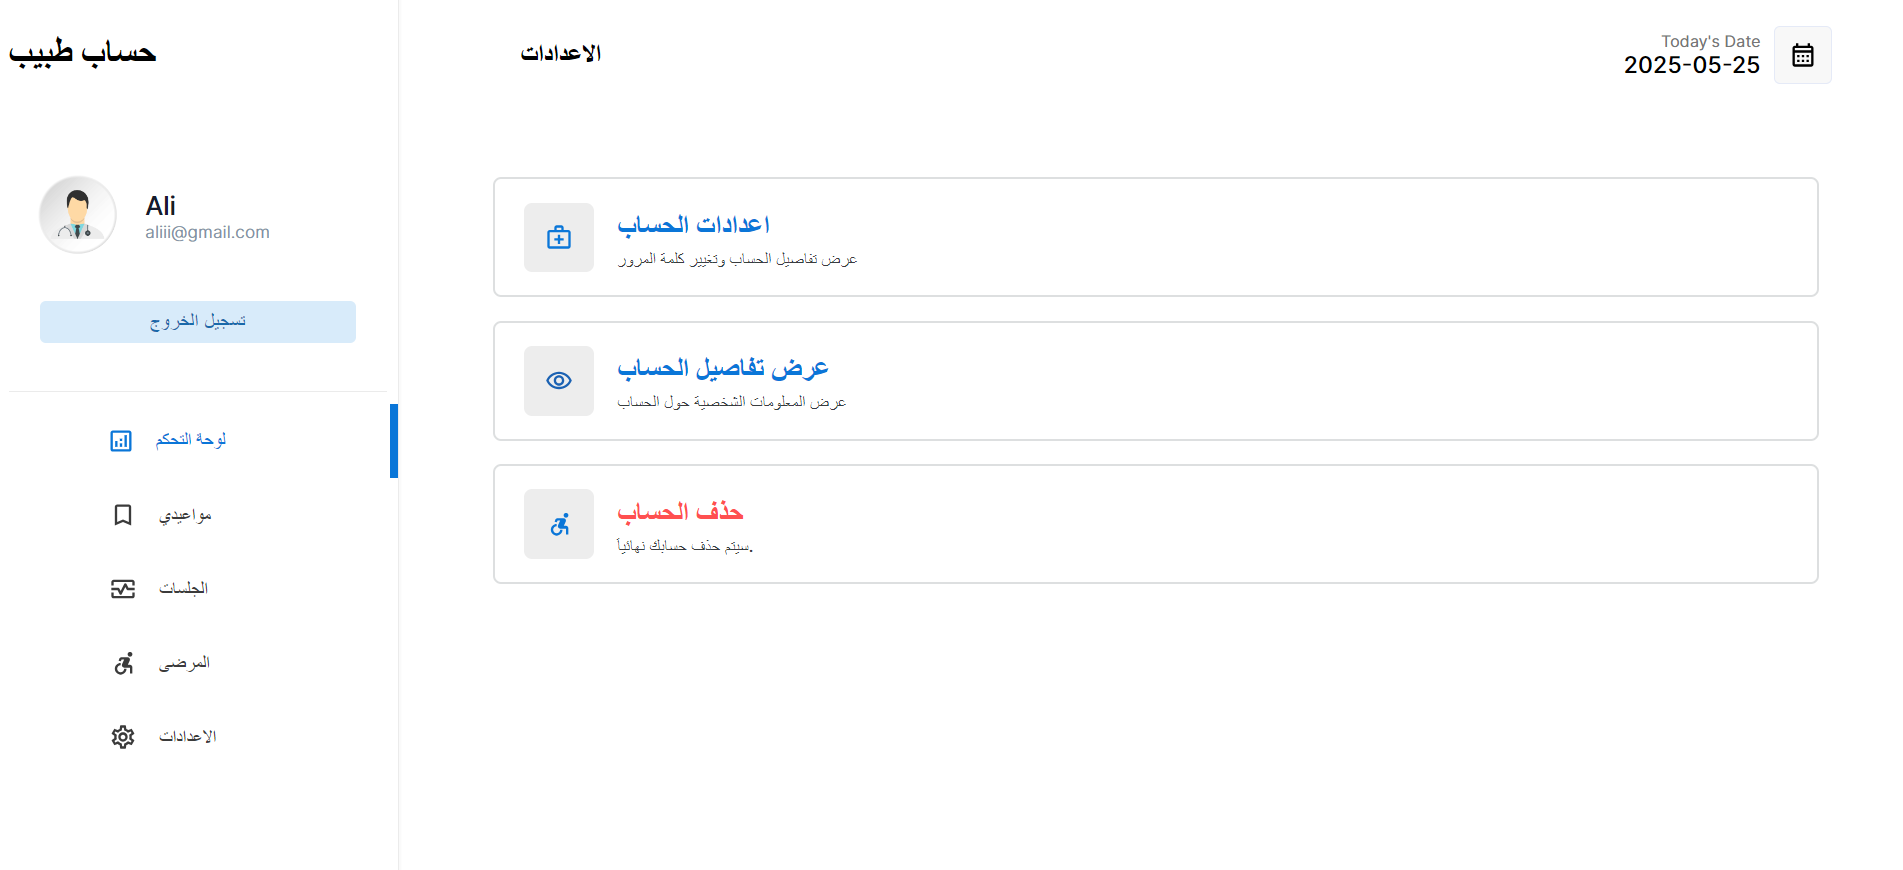 حساب طبيب
Ali
aliii@gmail.com
تسجيل الخروج
لوحة التحكم
مواعيدي
الجلسات
المرضى
الاعدادات
الاعدادات
Today's Date
2025-05-25
اعدادات الحساب
عرض تفاصيل الحساب وتغيير كلمة المرور
عرض تفاصيل الحساب
عرض المعلومات الشخصية حول الحساب
حذف الحساب
سيتم حذف حسابك نهائياً.